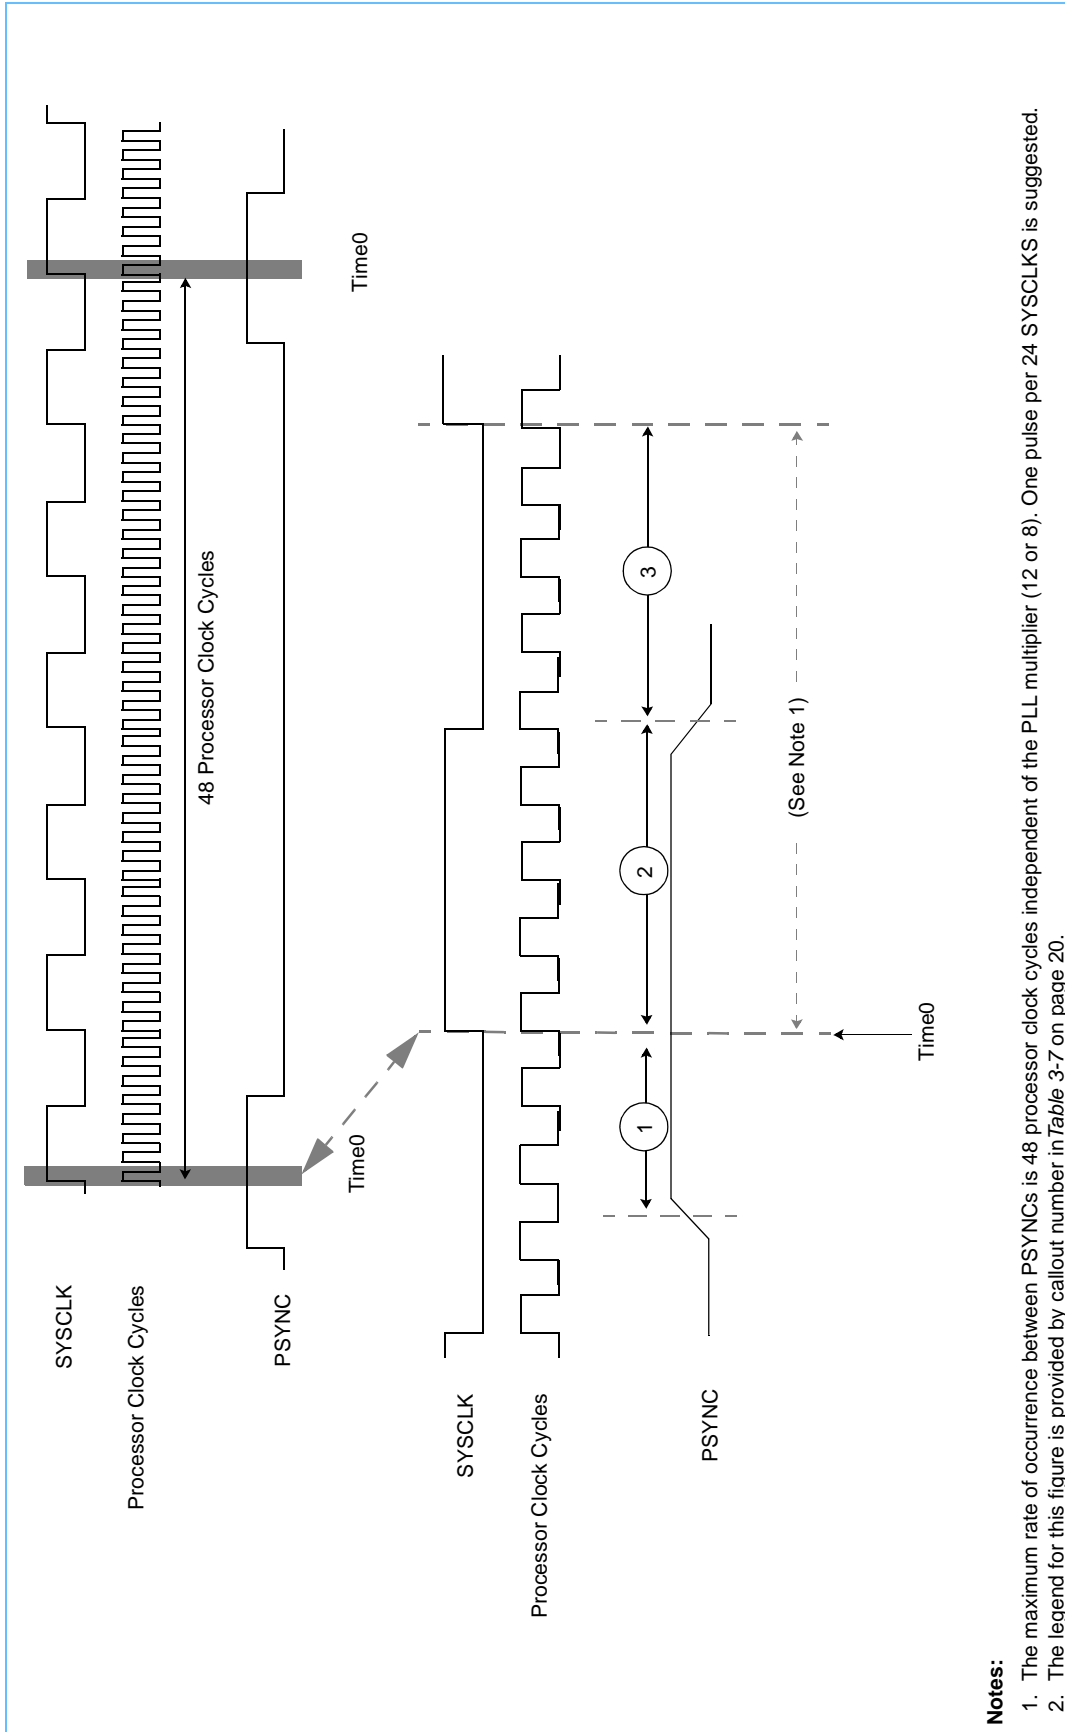 SYSCLK
Processor Clock Cycles
48 Processor Clock Cycles
PSYNC
Time0
Time0
SYSCLK
Processor Clock Cycles
1
2
3
PSYNC
(See Note 1)
Time0
Notes:
1. The maximum rate of occurrence between PSYNCs is 48 processor clock cycles independent of the PLL multiplier (12 or 8). One pulse per 24 SYSCLKS is suggested.
2. The legend for this figure is provided by callout number in Table 3-7 on page 20.